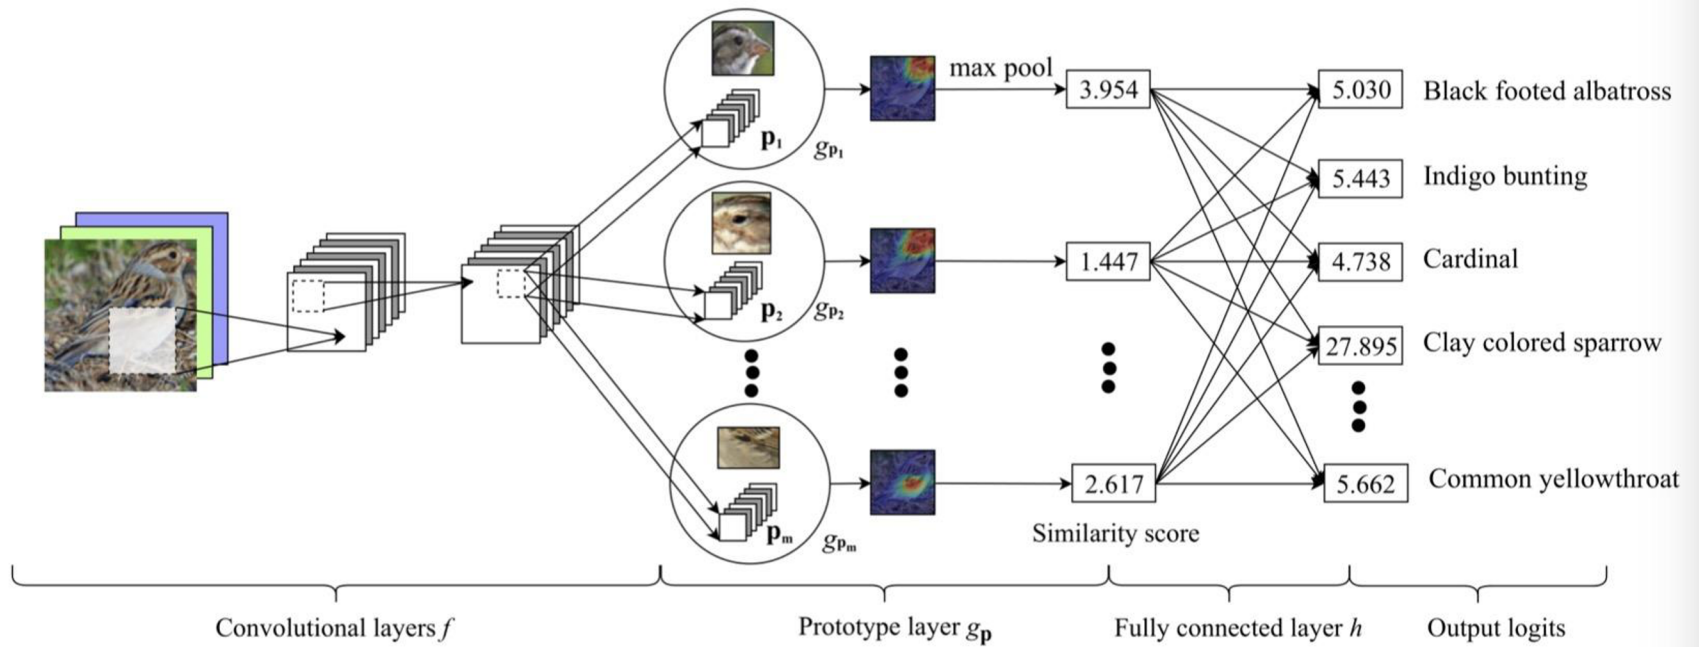 p₁
gp₁
max pool
3.954
5.030
Black footed albatross
5.443
Indigo bunting
p₂
gp₂
1.447
4.738
Cardinal
27.895
Clay colored sparrow
pₘ
gpₘ
2.617
5.662
Common yellowthroat
Similarity score
Convolutional layers f
Prototype layer gp
Fully connected layer h
Output logits